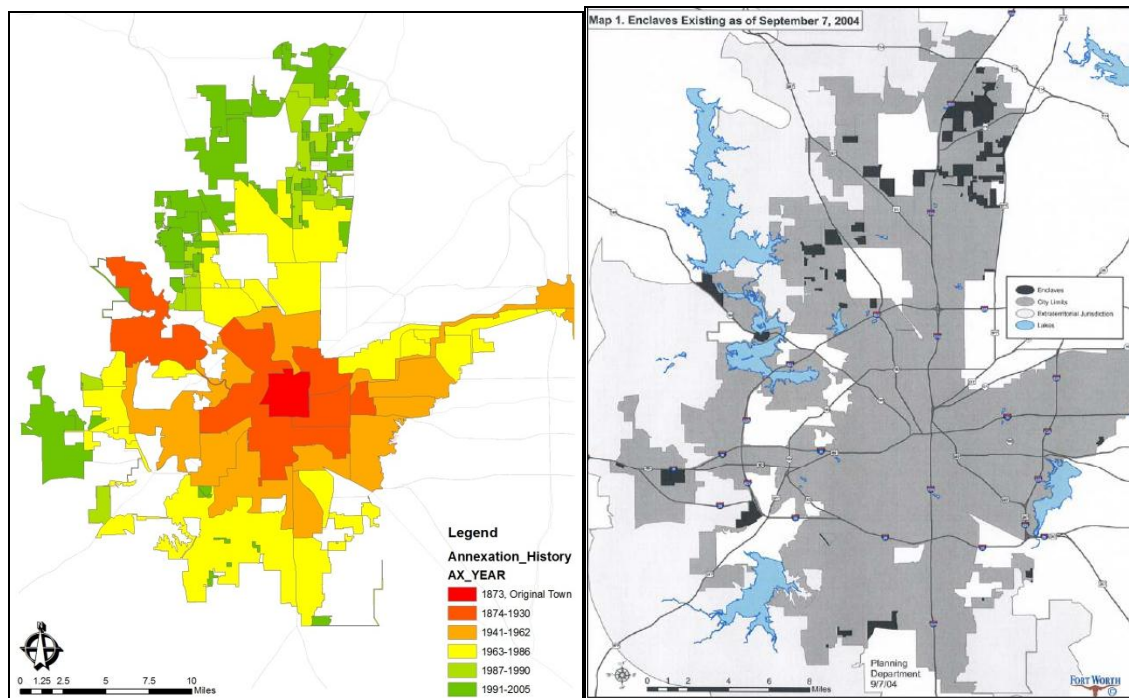 Legend
Annexation_History
AX_YEAR
1873, Original Town
1874-1930
1941-1962
1963-1986
1987-1990
1991-2005
0 1.25 2.5 5 7.5 10
Miles
Map 1. Enclaves Existing as of September 7, 2004
Enclaves
City Limits
Extraterritorial Jurisdiction
Lakes
Planning
Department
9/7/04
0 2 4 8
Miles
FORT WORTH